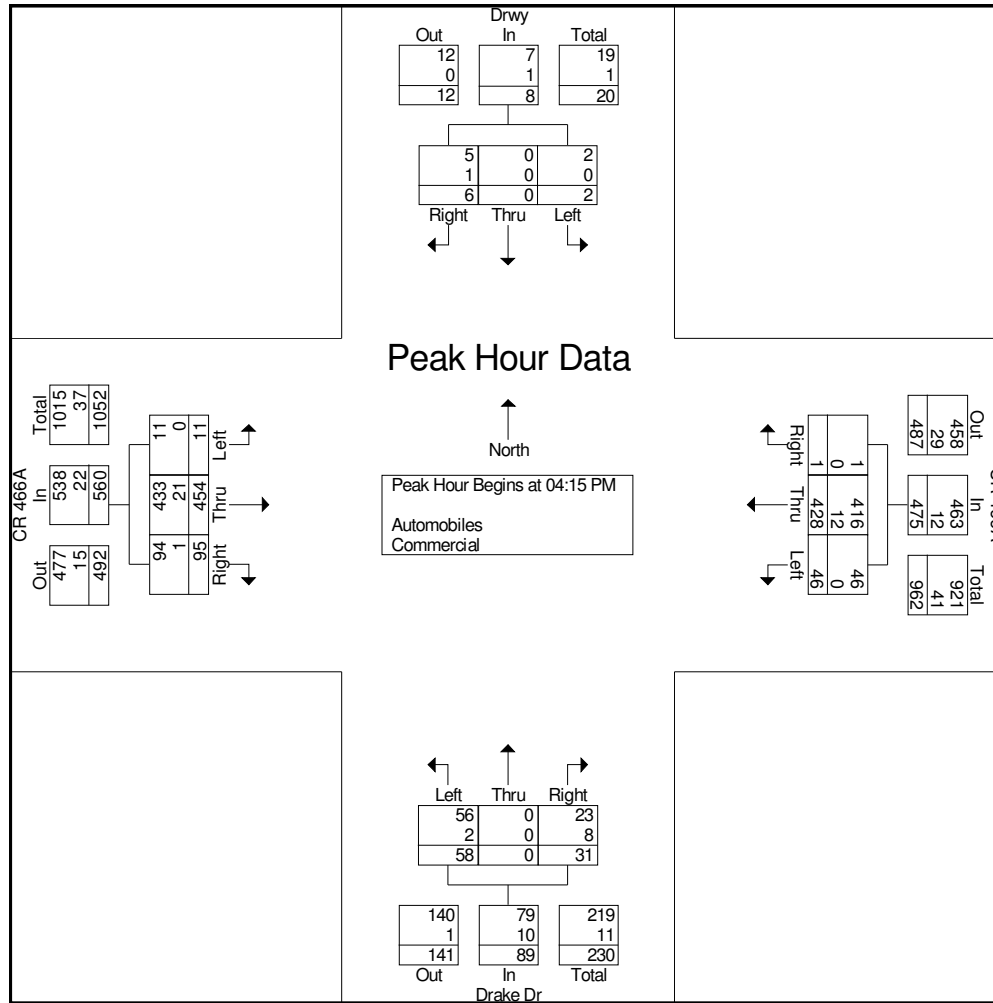 Drwy
Out In Total
12 7 19
0 1 1
12 8 20
5 0 2
1 0 0
6 0 2
Right Thru Left
Peak Hour Data
North
Peak Hour Begins at 04:15 PM
Automobiles
Commercial
CR 466A
Total In Out
1015 538 477
37 22 15
1052 560 492
11 433 94
0 21 1
11 454 95
Left Thru Right
Out In Total
458 463 921
29 12 41
487 475 962
1 416 46
0 12 0
1 428 46
Right Thru Left
Left Thru Right
56 0 23
2 0 8
58 0 31
140 79 219
1 10 11
141 89 230
Out In Total
Drake Dr